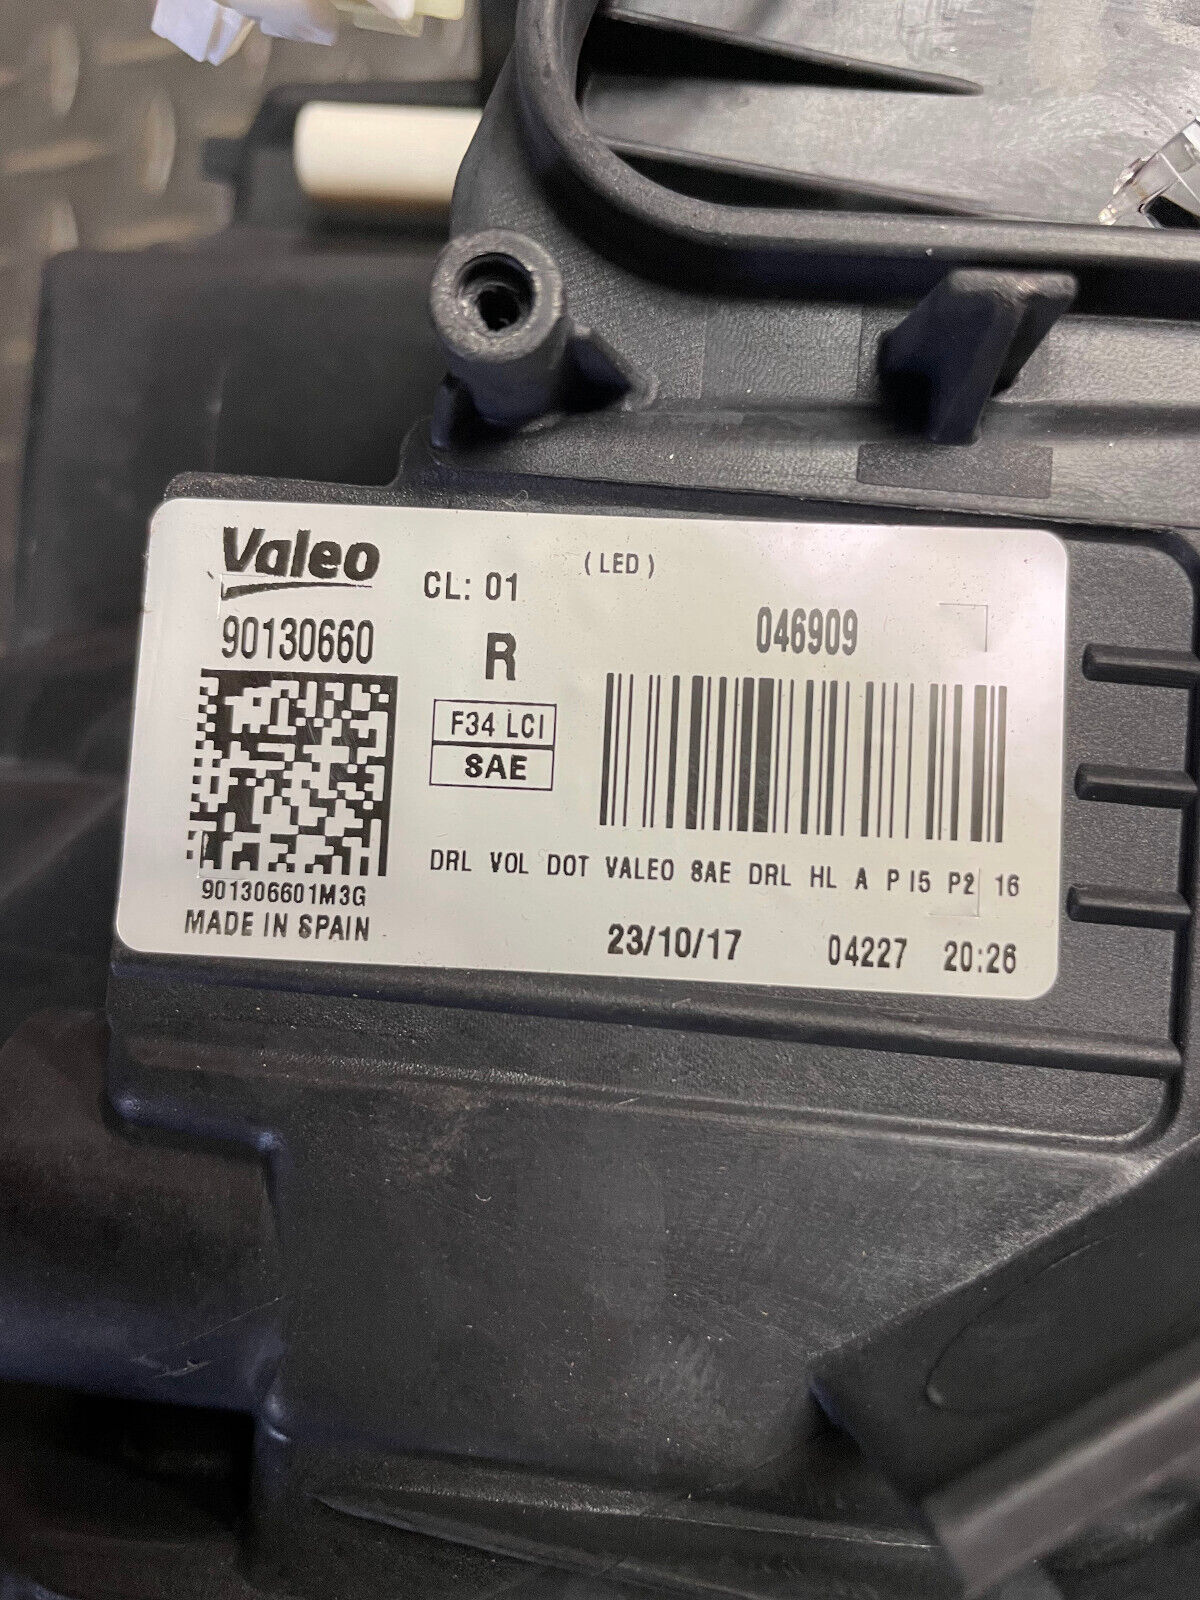 Valeo
CL: 01
(LED)
90130660
R
046909
F34 LCI
SAE
DRL VOL DOT VALEO SAE DRL HL A P I5 P2 16
901306601M3G
MADE IN SPAIN
23/10/17 04227 20:26